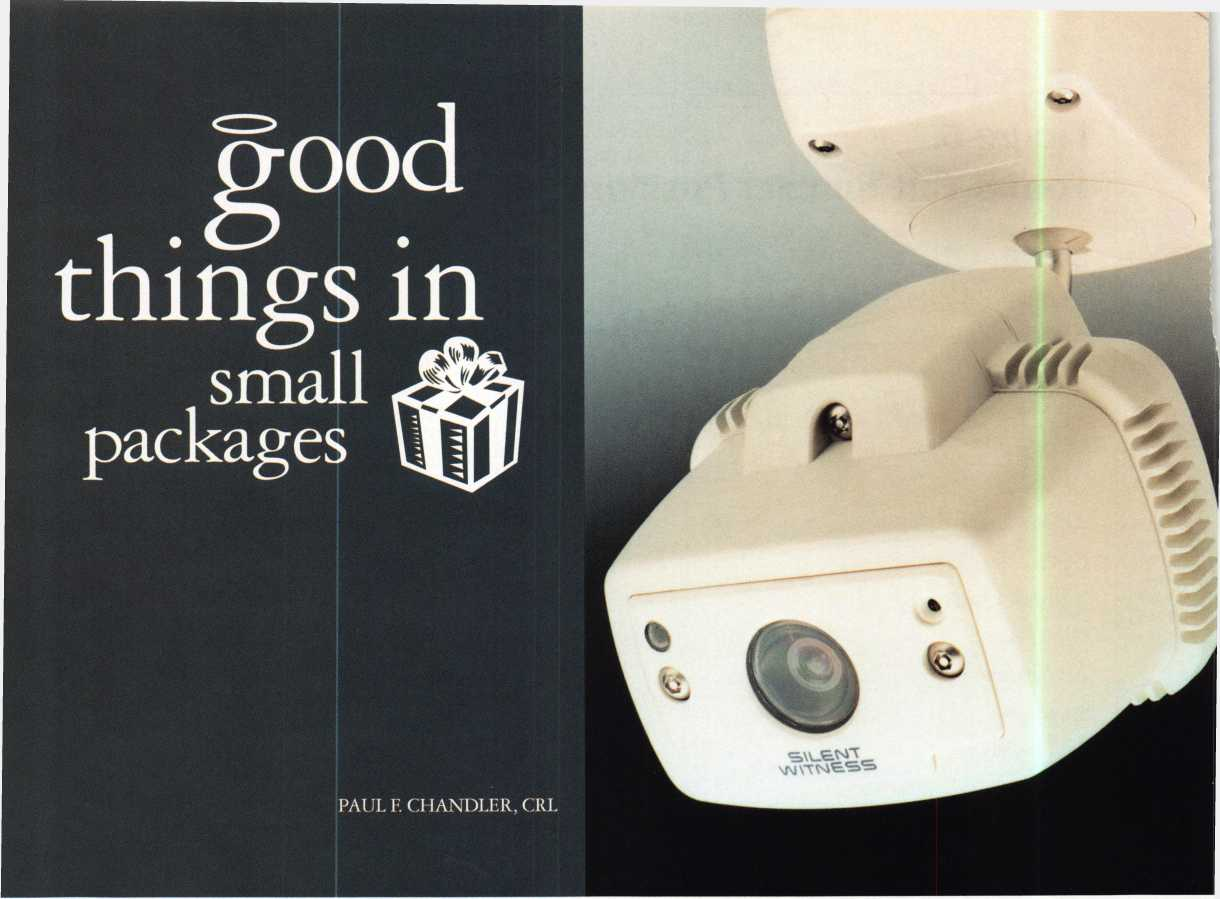 good
things in
small
packages
PAUL F. CHANDLER, CRL
SILENT
WITNESS